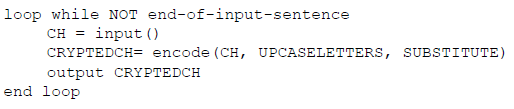 loop while NOT end-of-input-sentence
CH = input()
CRYPTEDCH= encode(CH, UPCASELETTERS, SUBSTITUTE)
output CRYPTEDCH
end loop